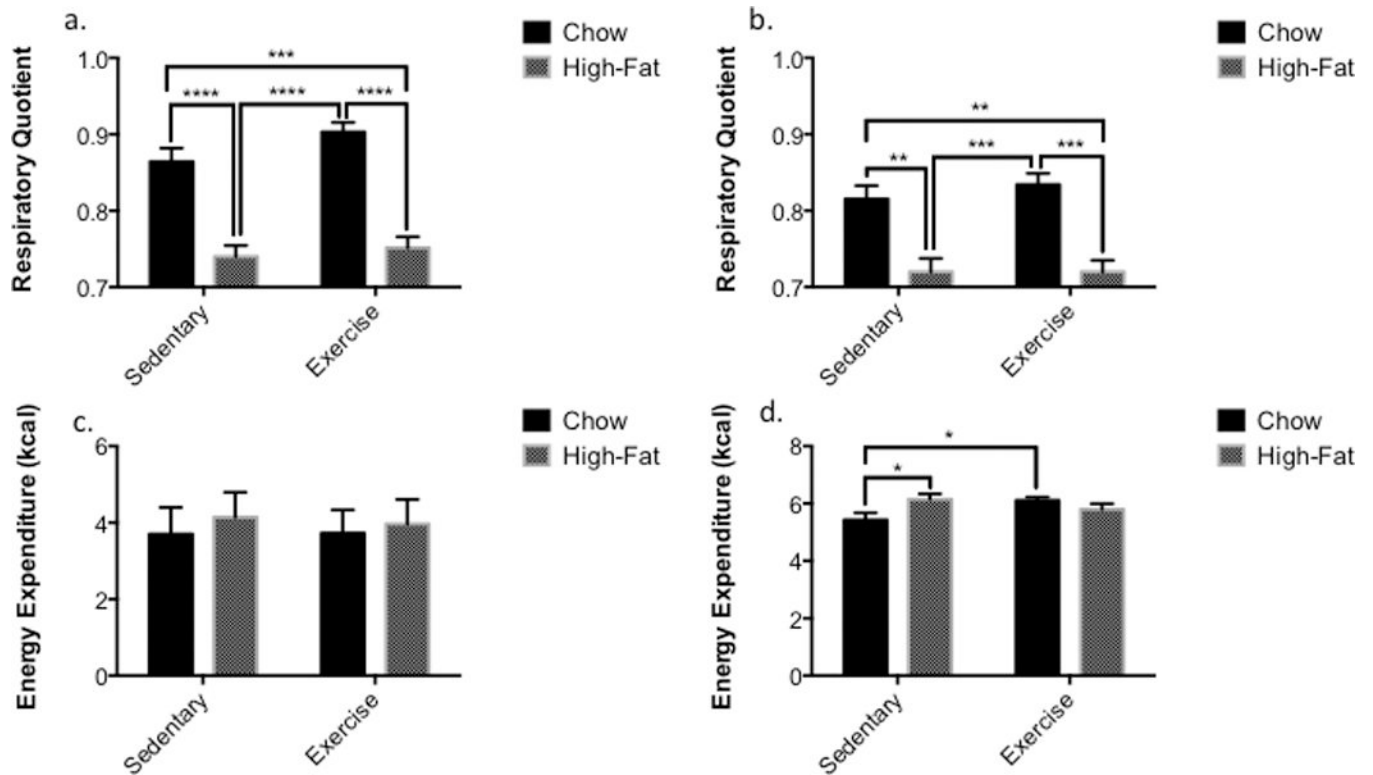 a.
Chow
High-Fat
Respiratory Quotient
1.0
0.9
0.8
0.7
***
****
****
****
Sedentary
Exercise
b.
Chow
High-Fat
Respiratory Quotient
1.0
0.9
0.8
0.7
**
**
***
***
Sedentary
Exercise
c.
Chow
High-Fat
Energy Expenditure (kcal)
6
4
2
0
Sedentary
Exercise
d.
Chow
High-Fat
Energy Expenditure (kcal)
8
6
4
2
0
*
*
Sedentary
Exercise